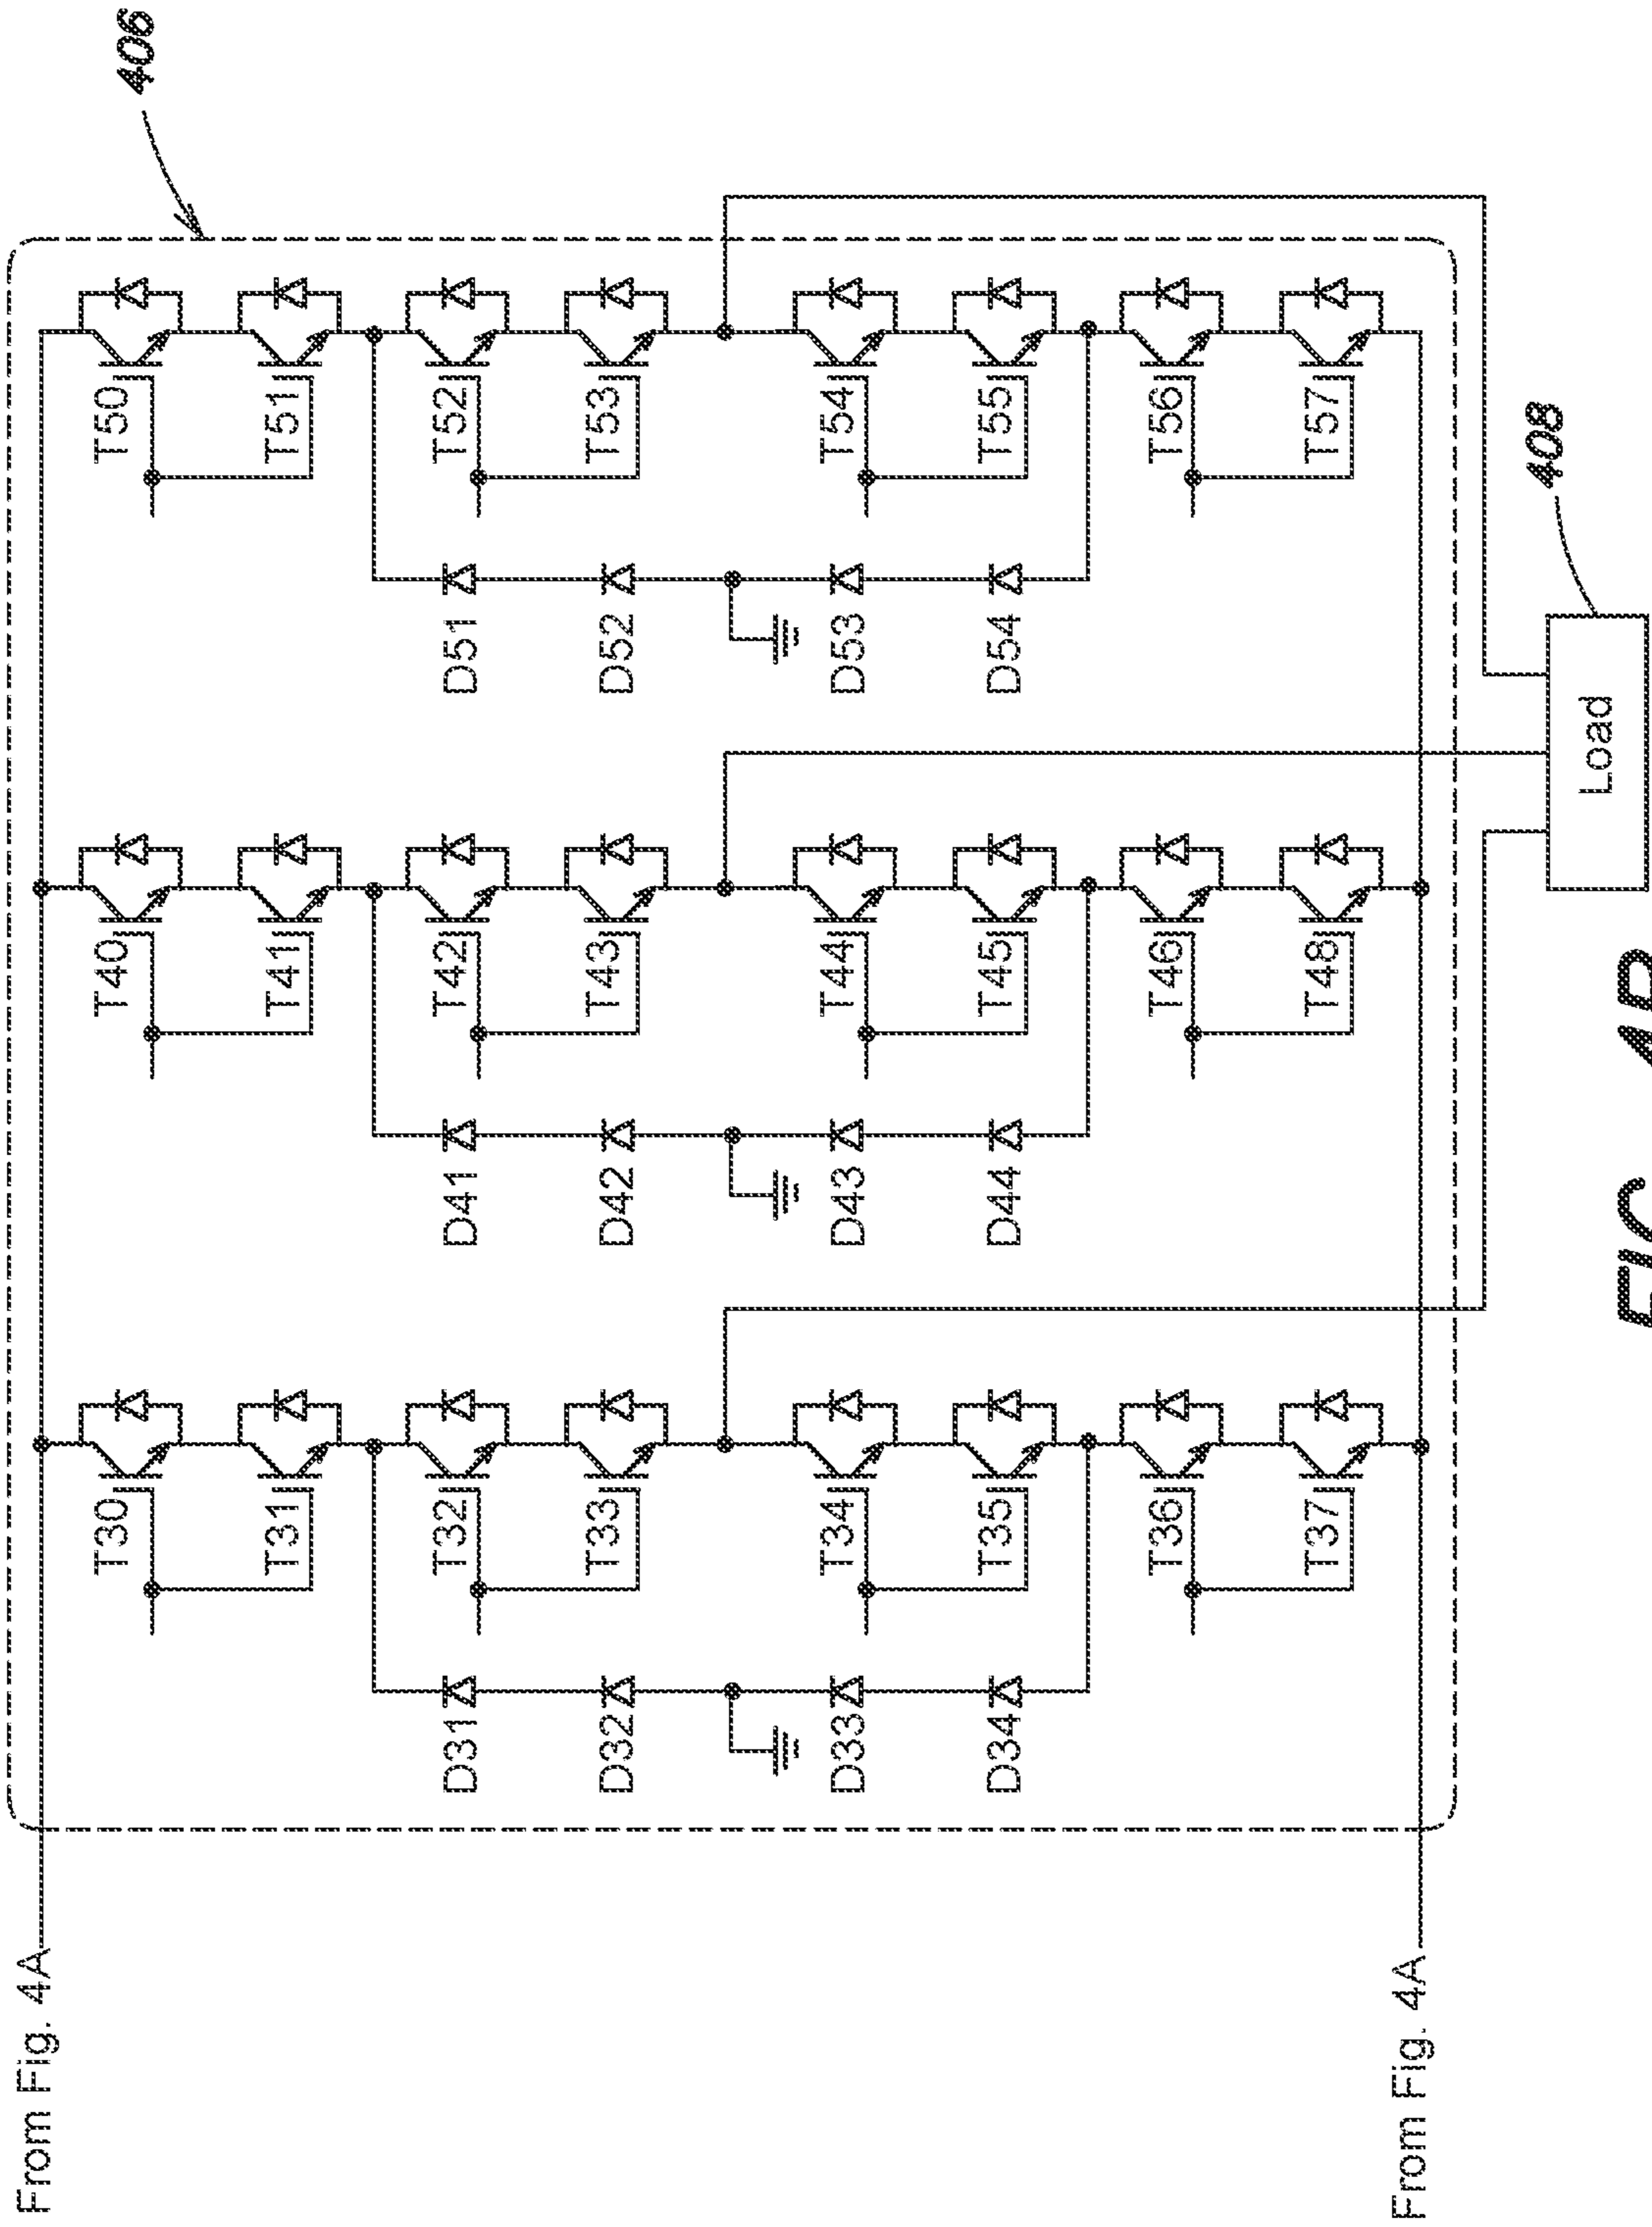 From Fig. 4A
406
T30
T40
T50
T31
T41
T51
T32
D31
T42
D41
T52
D51
T33
D32
T43
D42
T53
D52
T34
D33
T44
D43
T54
D53
T35
D34
T45
D44
T55
D54
T36
T46
T56
T37
T48
T57
From Fig. 4A
408
Load